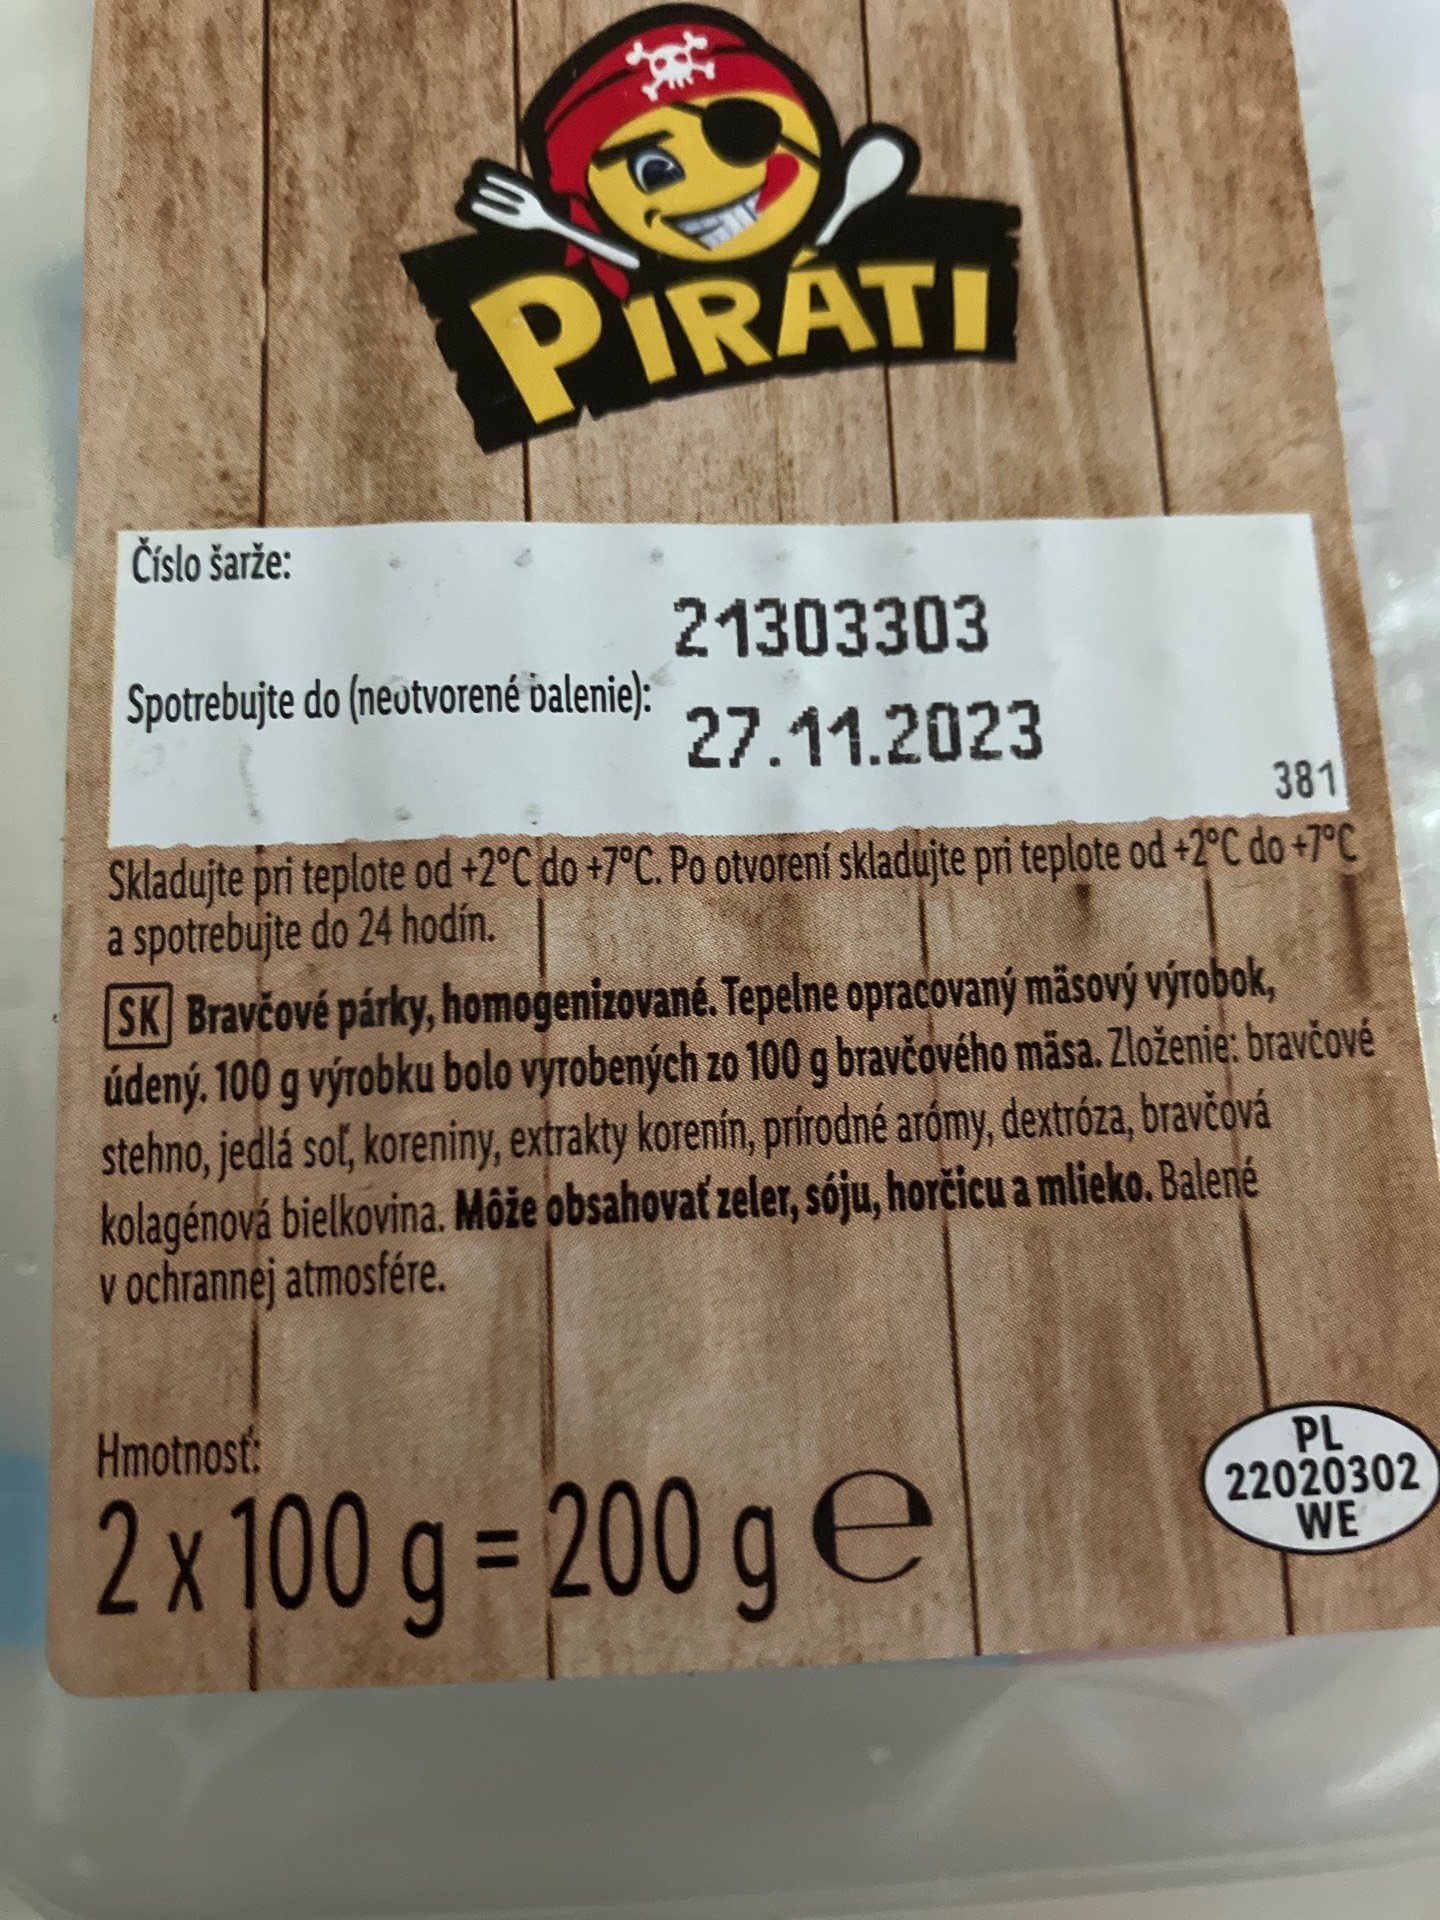 PIRÁTI
Číslo šarže:
21303303
Spotrebujte do (neotvorené balenie):
27.11.2023
381
Skladujte pri teplote od +2°C do +7°C. Po otvorení skladujte pri teplote od +2°C do +7°C
a spotrebujte do 24 hodín.
SK Bravčové párky, homogenizované. Tepelne opracovaný mäsový výrobok,
údený. 100 g výrobku bolo vyrobených zo 100 g bravčového mäsa. Zloženie: bravčové
stehno, jedlá soľ, koreniny, extrakty korenín, prírodné arómy, dextróza, bravčová
kolagénová bielkovina. Môže obsahovať zeler, sóju, horčicu a mlieko. Balené
v ochrannej atmosfére.
Hmotnosť:
2 x 100 g = 200 g e
PL
22020302
WE